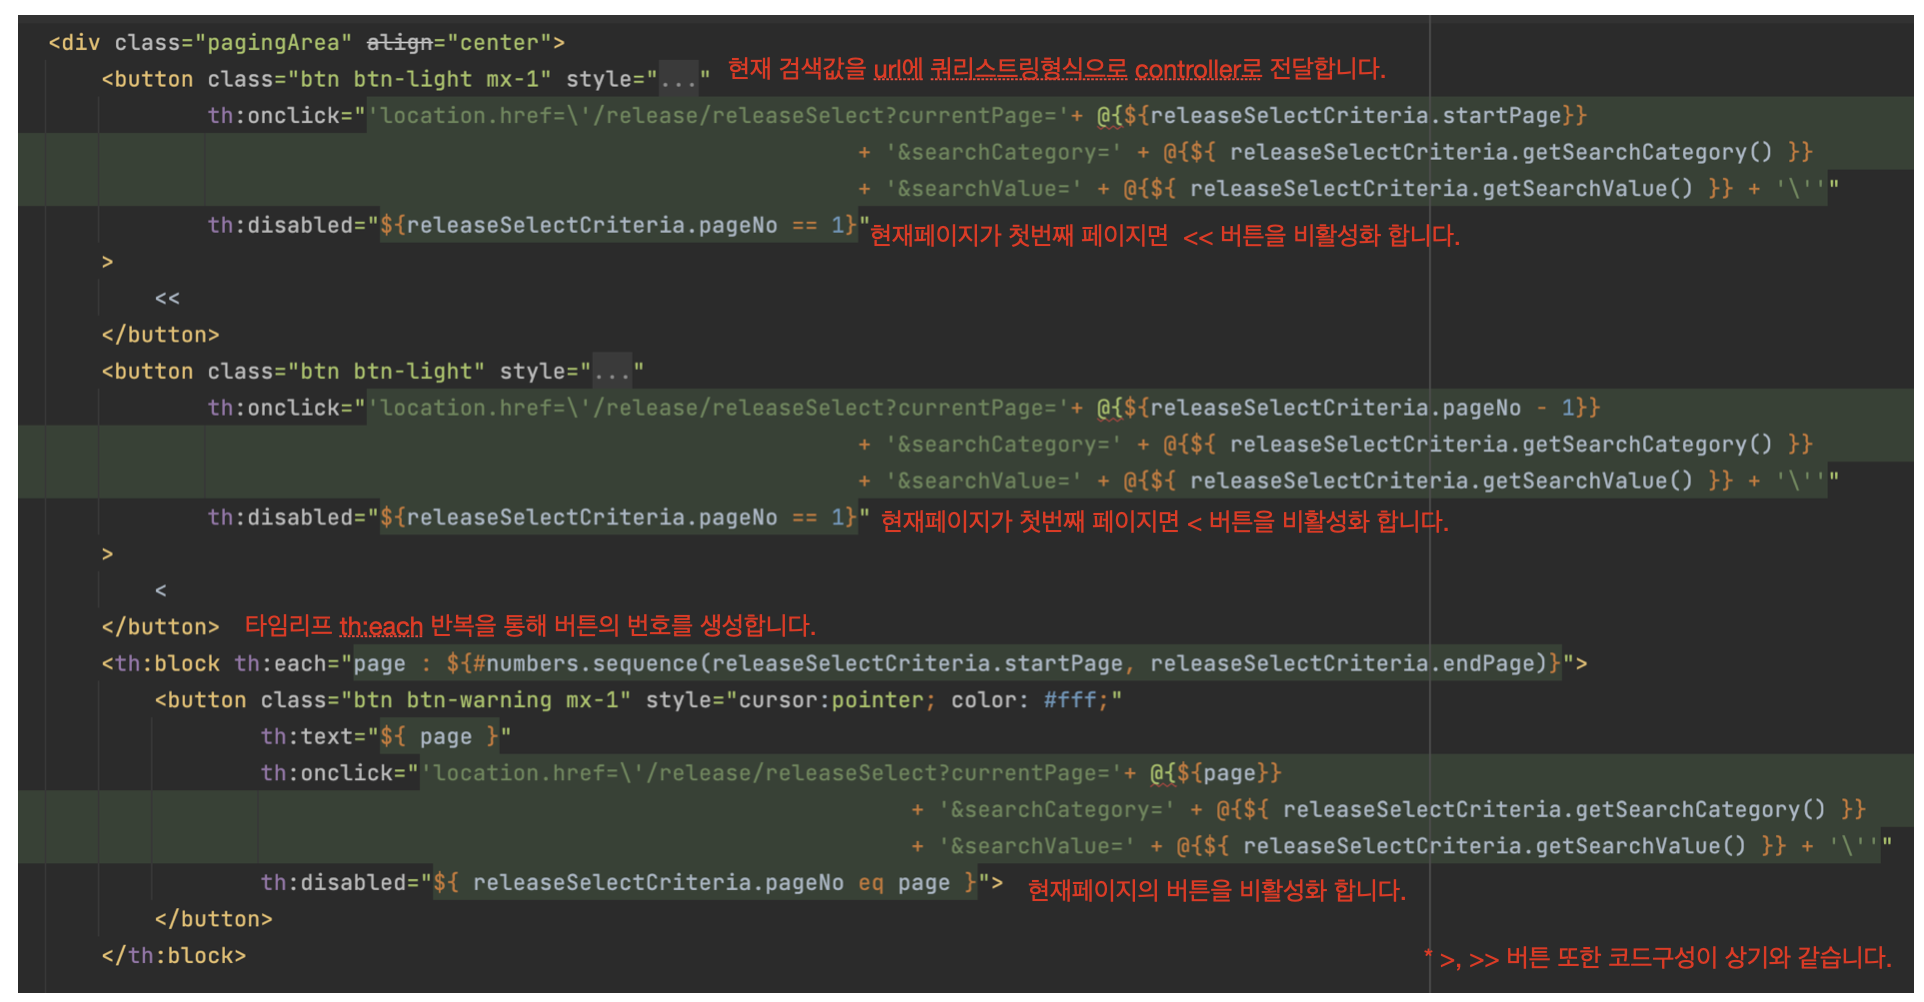 <div class="pagingArea" align="center">
<button class="btn btn-light mx-1" style="..." 현재 검색값을 url에 쿼리스트링형식으로 controller로 전달합니다.
th:onclick="'location.href=\'/release/releaseSelect?currentPage='+ @{${releaseSelectCriteria.startPage}}
+ '&searchCategory=' + @{${ releaseSelectCriteria.getSearchCategory() }}
+ '&searchValue=' + @{${ releaseSelectCriteria.getSearchValue() }} + '\''"
th:disabled="${releaseSelectCriteria.pageNo == 1}" 현재페이지가 첫번째 페이지면 << 버튼을 비활성화 합니다.
>
<<
</button>
<button class="btn btn-light" style="..."
th:onclick="'location.href=\'/release/releaseSelect?currentPage='+ @{${releaseSelectCriteria.pageNo - 1}}
+ '&searchCategory=' + @{${ releaseSelectCriteria.getSearchCategory() }}
+ '&searchValue=' + @{${ releaseSelectCriteria.getSearchValue() }} + '\''"
th:disabled="${releaseSelectCriteria.pageNo == 1}" 현재페이지가 첫번째 페이지면 < 버튼을 비활성화 합니다.
>
<
</button> 타임리프 th:each 반복을 통해 버튼의 번호를 생성합니다.
<th:block th:each="page : ${#numbers.sequence(releaseSelectCriteria.startPage, releaseSelectCriteria.endPage)}">
<button class="btn btn-warning mx-1" style="cursor:pointer; color: #fff;"
th:text="${ page }"
th:onclick="'location.href=\'/release/releaseSelect?currentPage='+ @{${page}}
+ '&searchCategory=' + @{${ releaseSelectCriteria.getSearchCategory() }}
+ '&searchValue=' + @{${ releaseSelectCriteria.getSearchValue() }} + '\''"
th:disabled="${ releaseSelectCriteria.pageNo eq page }"> 현재페이지의 버튼을 비활성화 합니다.
</button>
</th:block> * >, >> 버튼 또한 코드구성이 상기와 같습니다.